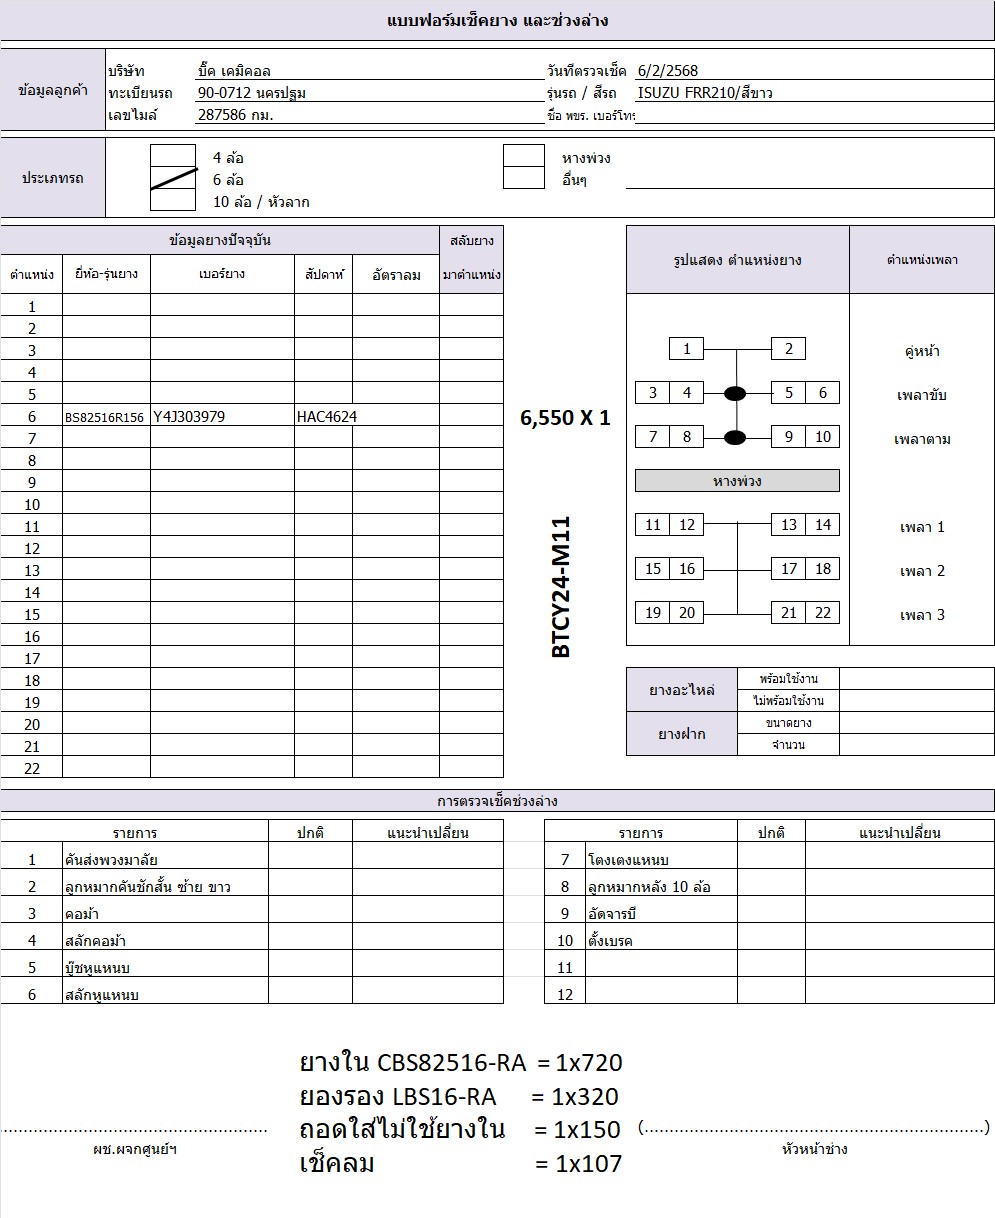 แบบฟอร์มเช็คยาง และช่วงล่าง
ข้อมูลลูกค้า
บริษัท บิ๊ค เคมิคอล วันที่ตรวจเช็ค 6/2/2568
ทะเบียนรถ 90-0712 นครปฐม รุ่นรถ / สีรถ ISUZU FRR210/สีขาว
เลขไมล์ 287586 กม. ชื่อ พขร. เบอร์โทร
ประเภทรถ
4 ล้อ หางพ่วง
6 ล้อ อื่นๆ
10 ล้อ / หัวลาก
ข้อมูลยางปัจจุบัน สลับยาง
ตำแหน่ง ยี่ห้อ-รุ่นยาง เบอร์ยาง สัปดาห์ อัตราลม มาตำแหน่ง
1
2
3
4
5
6 BS82516R156 Y4J303979 HAC4624
7
8
9
10
11
12
13
14
15
16
17
18
19
20
21
22
6,550 X 1
BTCY24-M11
รูปแสดง ตำแหน่งยาง ตำแหน่งเพลา
1 2 คู่หน้า
3 4 5 6 เพลาขับ
7 8 9 10 เพลาตาม
หางพ่วง
11 12 13 14 เพลา 1
15 16 17 18 เพลา 2
19 20 21 22 เพลา 3
ยางอะไหล่ พร้อมใช้งาน
ไม่พร้อมใช้งาน
ยางฝาก ขนาดยาง
จำนวน
การตรวจเช็คช่วงล่าง
รายการ ปกติ แนะนำเปลี่ยน รายการ ปกติ แนะนำเปลี่ยน
1 คันส่งพวงมาลัย 7 โตงเตงแหนบ
2 ลูกหมากคันชักสั้น ซ้าย ขาว 8 ลูกหมากหลัง 10 ล้อ
3 คอม้า 9 อัดจารบี
4 สลักคอม้า 10 ตั้งเบรค
5 บู๊ชหูแหนบ 11
6 สลักหูแหนบ 12
ยางใน CBS82516-RA = 1x720
ยองรอง LBS16-RA = 1x320
ถอดใส่ไม่ใช้ยางใน = 1x150
เช็คลม = 1x107
ผช.ผจกศูนย์ฯ
(.........................................................)
หัวหน้าช่าง